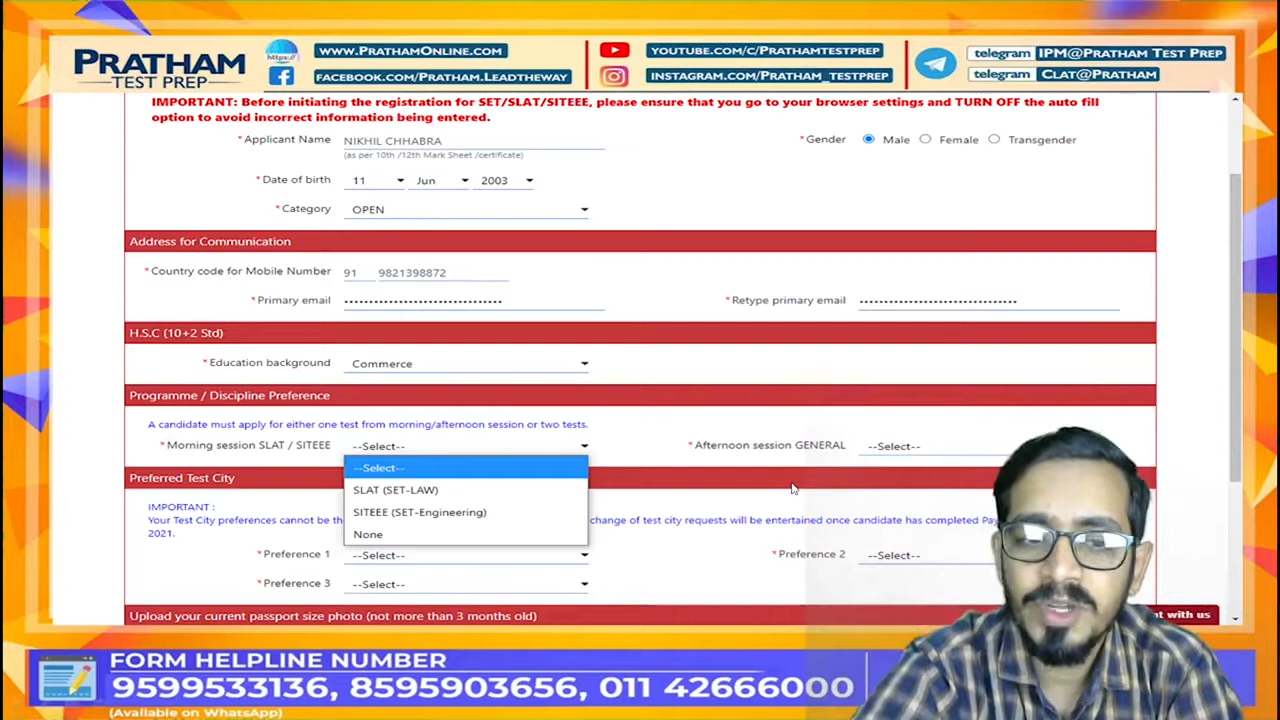 PRATHAM
TEST PREP
https://
www.PrathamOnline.com
facebook.com/Pratham.Leadtheway
youtube.com/c/Prathamtestprep
instagram.com/Pratham_testprep
telegram IPM@Pratham Test Prep
telegram Clat@Pratham
IMPORTANT: Before initiating the registration for SET/SLAT/SITEEE, please ensure that you go to your browser settings and TURN OFF the auto fill
option to avoid incorrect information being entered.
* Applicant Name NIKHIL CHHABRA * Gender Male Female Transgender
(as per 10th /12th Mark Sheet /certificate)
* Date of birth 11 Jun 2003
* Category OPEN
Address for Communication
* Country code for Mobile Number 91 9821398872
* Primary email * Retype primary email
H.S.C (10+2 Std)
* Education background Commerce
Programme / Discipline Preference
A candidate must apply for either one test from morning/afternoon session or two tests.
* Morning session SLAT / SITEEE --Select-- * Afternoon session GENERAL --Select--
--Select--
SLAT (SET-LAW)
SITEEE (SET-Engineering)
None
Preferred Test City
IMPORTANT :
Your Test City preferences cannot be the change of test city requests will be entertained once candidate has completed Pay
2021.
* Preference 1 --Select-- * Preference 2 --Select--
* Preference 3 --Select--
Upload your current passport size photo (not more than 3 months old)
with us
FORM HELPLINE NUMBER
9599533136, 8595903656, 011 42666000
(Available on WhatsApp)